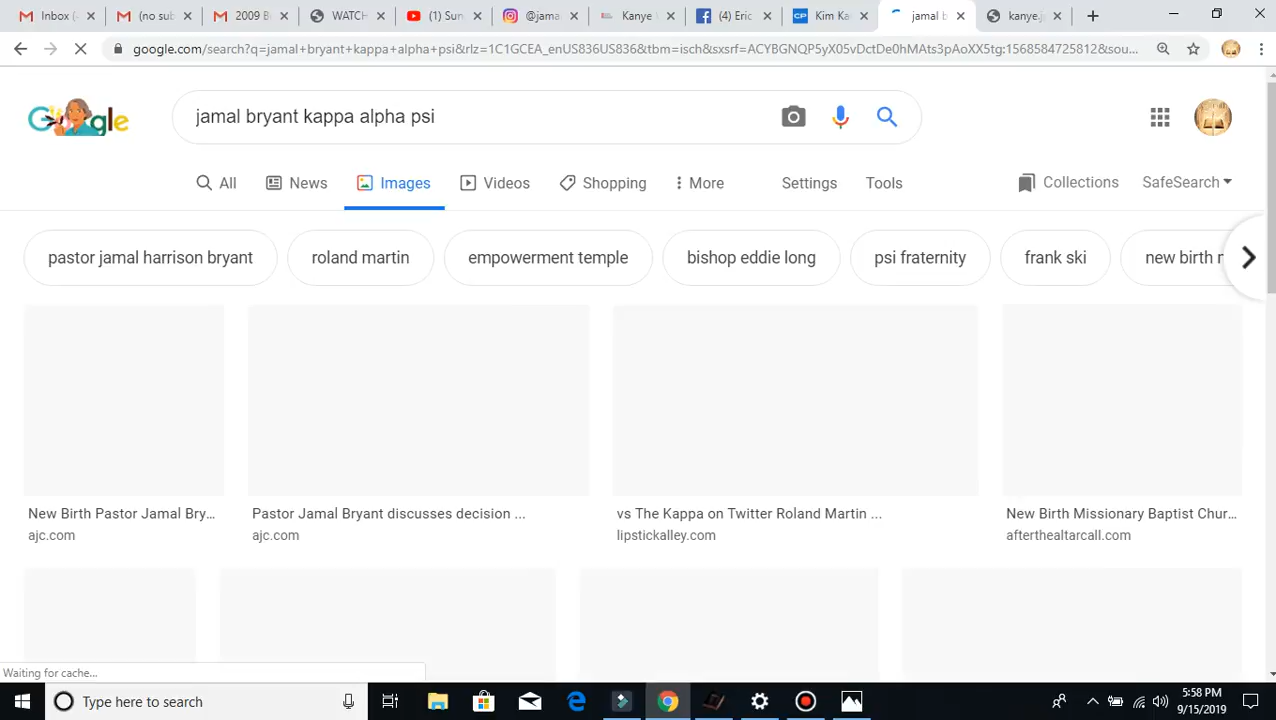 Inbox (
(no sub
2009 B
WATCH
(1) Sun
@jama
Kanye
(4) Eric
Kim Ka
jamal b
kanye.j
google.com/search?q=jamal+bryant+kappa+alpha+psi&rlz=1C1GCEA_enUS836US836&tbm=isch&sxsrf=ACYBGNQP5yX05vDctDe0hMAts3pAoXX5tg:1568584725812&sou...
jamal bryant kappa alpha psi
All
News
Images
Videos
Shopping
More
Settings
Tools
Collections
SafeSearch
pastor jamal harrison bryant
roland martin
empowerment temple
bishop eddie long
psi fraternity
frank ski
new birth
New Birth Pastor Jamal Bry...
ajc.com
Pastor Jamal Bryant discusses decision ...
ajc.com
vs The Kappa on Twitter Roland Martin ...
lipstickalley.com
New Birth Missionary Baptist Chur...
afterthealtarcall.com
Waiting for cache...
Type here to search
5:58 PM
9/15/2019